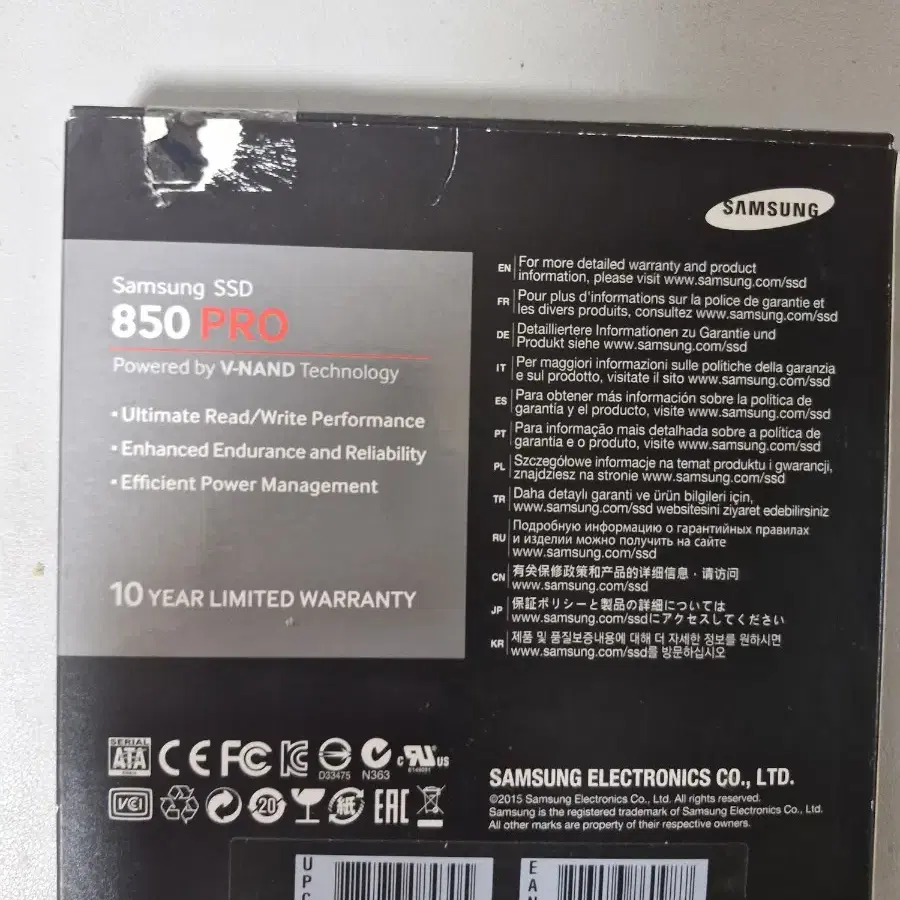 SAMSUNG
Samsung SSD
850 PRO
Powered by V-NAND Technology
• Ultimate Read/Write Performance
• Enhanced Endurance and Reliability
• Efficient Power Management
10 YEAR LIMITED WARRANTY
EN For more detailed warranty and product
information, please visit www.samsung.com/ssd
FR Pour plus d'informations sur la police de garantie et
les divers produits, consultez www.samsung.com/ssd
DE Detailliertere Informationen zu Garantie und
Produkt siehe www.samsung.com/ssd
IT Per maggiori informazioni sulle politiche della garanzia
e sul prodotto, visitate il sito www.samsung.com/ssd
ES Para obtener más información sobre la política de
garantía y el producto, visite www.samsung.com/ssd
PT Para informação mais detalhada sobre a política de
garantia e o produto, visite www.samsung.com/ssd
PL Szczegółowe informacje na temat produktu i gwarancji,
znajdziesz na stronie www.samsung.com/ssd
TR Daha detaylı garanti ve ürün bilgileri için,
www.samsung.com/ssd websitesini ziyaret edebilirsiniz
RU Подробную информацию о гарантийных правилах
и изделии можно получить на сайте
www.samsung.com/ssd
CN 有关保修政策和产品的详细信息，请访问
www.samsung.com/ssd
JP 保証ポリシーと製品の詳細については
www.samsung.com/ssdにアクセスしてください
KR 제품 및 품질보증내용에 대해 더 자세한 정보를 원하시면
www.samsung.com/ssd를 방문하십시오
SERIAL
ATA
CE FC KC
D33475
N363
c RU us
E144091
VCI
20
紙
EAC
SAMSUNG ELECTRONICS CO., LTD.
©2015 Samsung Electronics Co., Ltd. All rights reserved.
Samsung is the registered trademark of Samsung Electronics Co., Ltd.
All other marks are property of their respective owners.
UPC
EAN